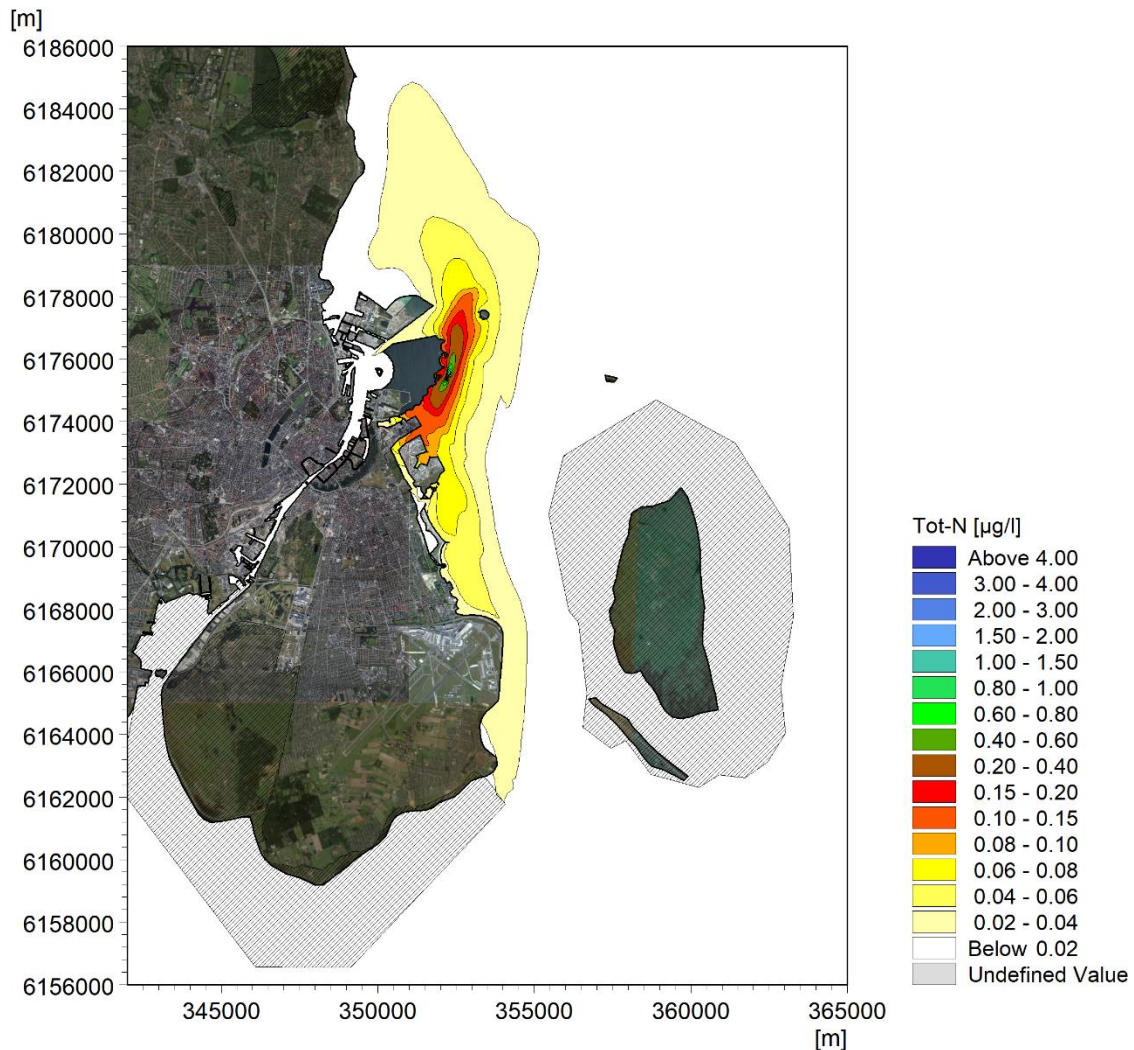 [m]
6186000
6184000
6182000
6180000
6178000
6176000
6174000
6172000
6170000
6168000
6166000
6164000
6162000
6160000
6158000
6156000
345000 350000 355000 360000 365000
[m]
Tot-N [µg/l]
Above 4.00
3.00 - 4.00
2.00 - 3.00
1.50 - 2.00
1.00 - 1.50
0.80 - 1.00
0.60 - 0.80
0.40 - 0.60
0.20 - 0.40
0.15 - 0.20
0.10 - 0.15
0.08 - 0.10
0.06 - 0.08
0.04 - 0.06
0.02 - 0.04
Below 0.02
Undefined Value